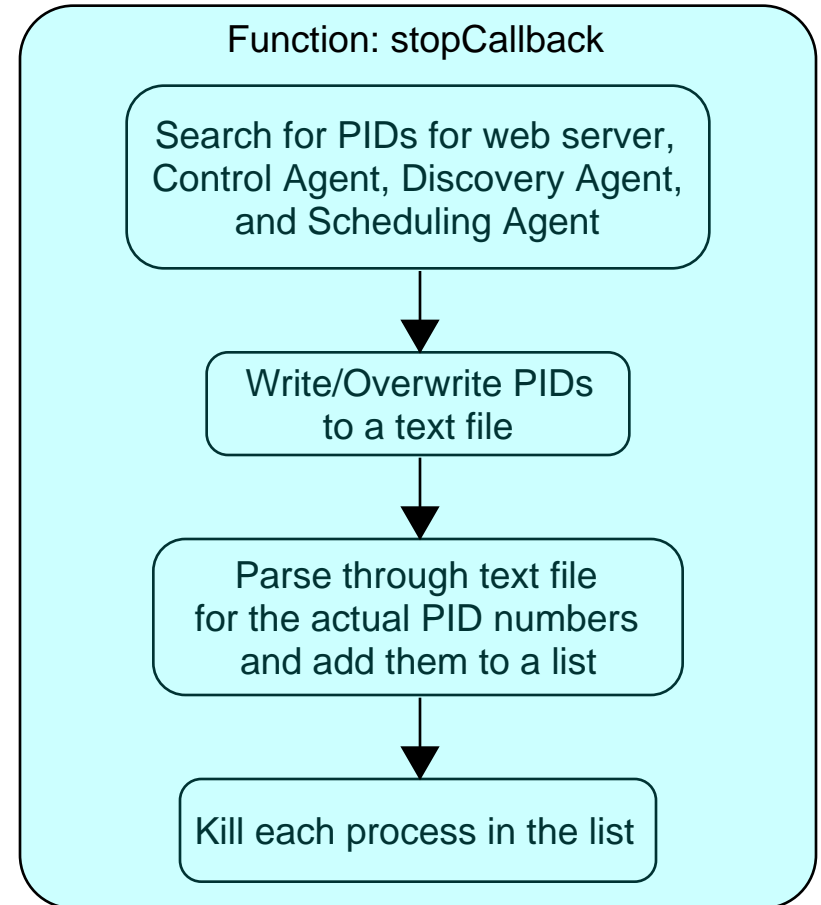 Function: stopCallback
Search for PIDs for web server,
Control Agent, Discovery Agent,
and Scheduling Agent
Write/Overwrite PIDs
to a text file
Parse through text file
for the actual PID numbers
and add them to a list
Kill each process in the list